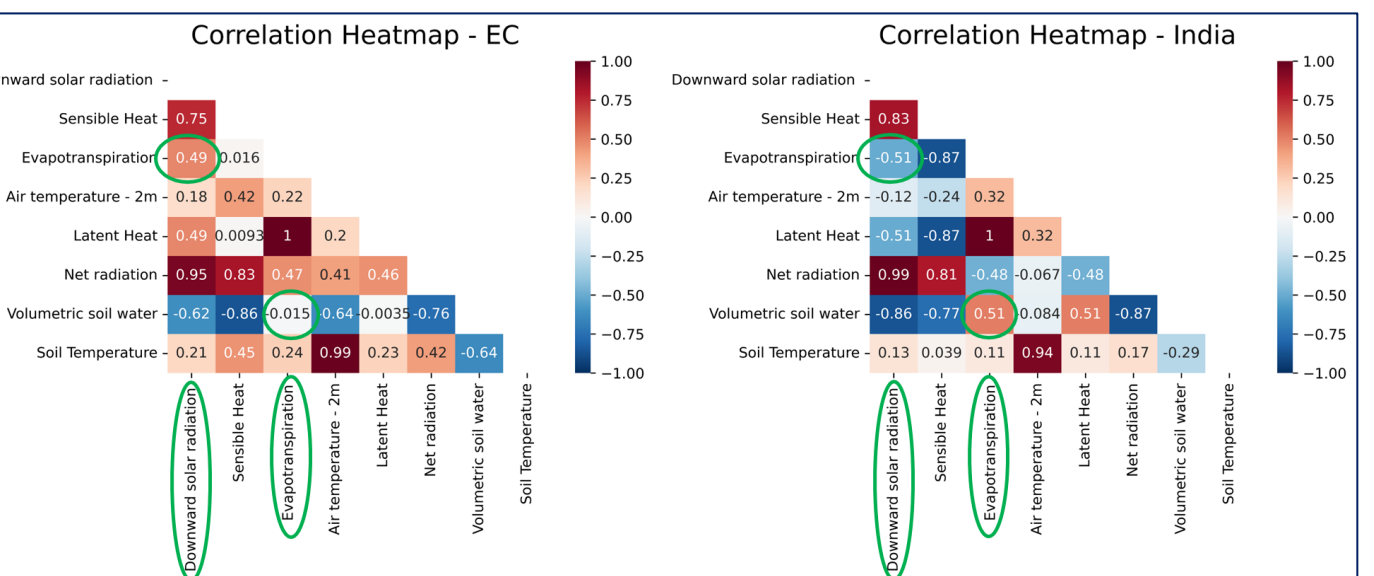 Correlation Heatmap - EC
nward solar radiation
Sensible Heat
Evapotranspiration
Air temperature - 2m
Latent Heat
Net radiation
Volumetric soil water
Soil Temperature
0.75
0.49 0.016
0.18 0.42 0.22
0.49 0.0093 1 0.2
0.95 0.83 0.47 0.41 0.46
-0.62 -0.86 -0.015 -0.64 -0.0035 -0.76
0.21 0.45 0.24 0.99 0.23 0.42 -0.64
Downward solar radiation
Sensible Heat
Evapotranspiration
Air temperature - 2m
Latent Heat
Net radiation
Volumetric soil water
Soil Temperature
1.00
0.75
0.50
0.25
0.00
−0.25
−0.50
−0.75
−1.00
Correlation Heatmap - India
Downward solar radiation
Sensible Heat
Evapotranspiration
Air temperature - 2m
Latent Heat
Net radiation
Volumetric soil water
Soil Temperature
0.83
-0.51 -0.87
-0.12 -0.24 0.32
-0.51 -0.87 1 0.32
0.99 0.81 -0.48 -0.067 -0.48
-0.86 -0.77 0.51 -0.084 0.51 -0.87
0.13 0.039 0.11 0.94 0.11 0.17 -0.29
Downward solar radiation
Sensible Heat
Evapotranspiration
Air temperature - 2m
Latent Heat
Net radiation
Volumetric soil water
Soil Temperature
1.00
0.75
0.50
0.25
0.00
−0.25
−0.50
−0.75
−1.00